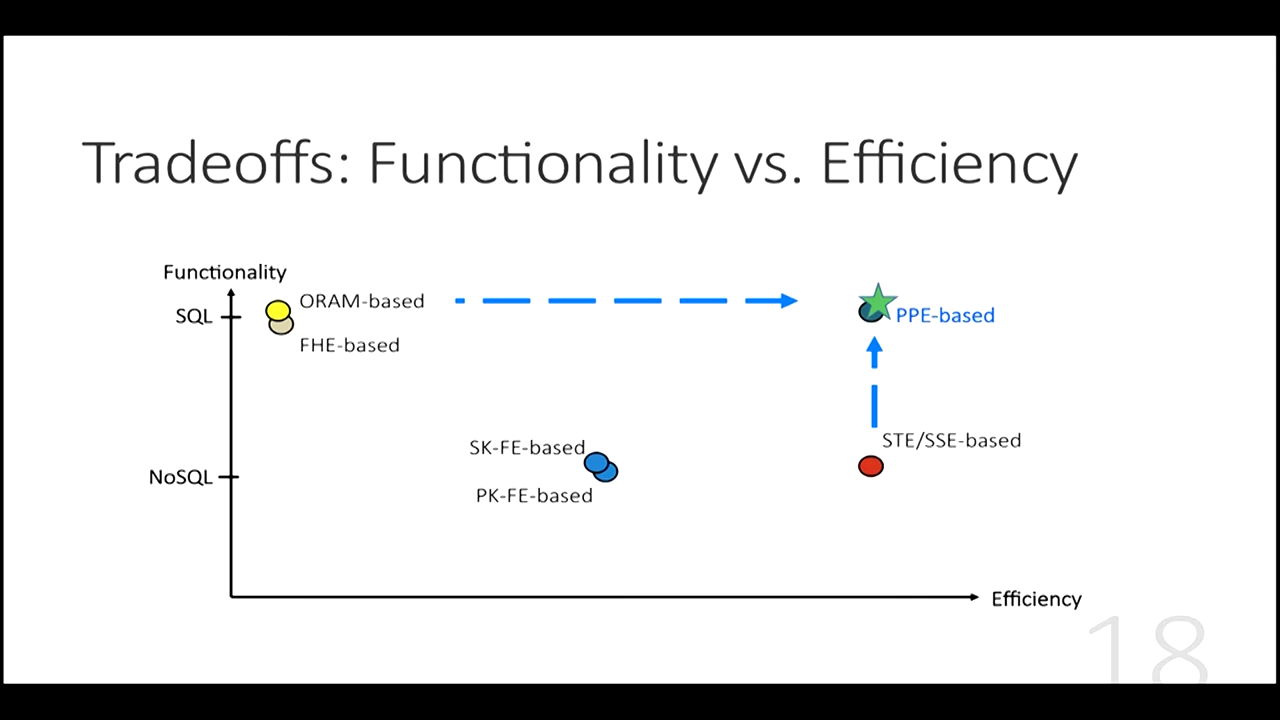 Tradeoffs: Functionality vs. Efficiency
Functionality
ORAM-based
SQL
PPE-based
FHE-based
STE/SSE-based
SK-FE-based
NoSQL
PK-FE-based
Efficiency
18